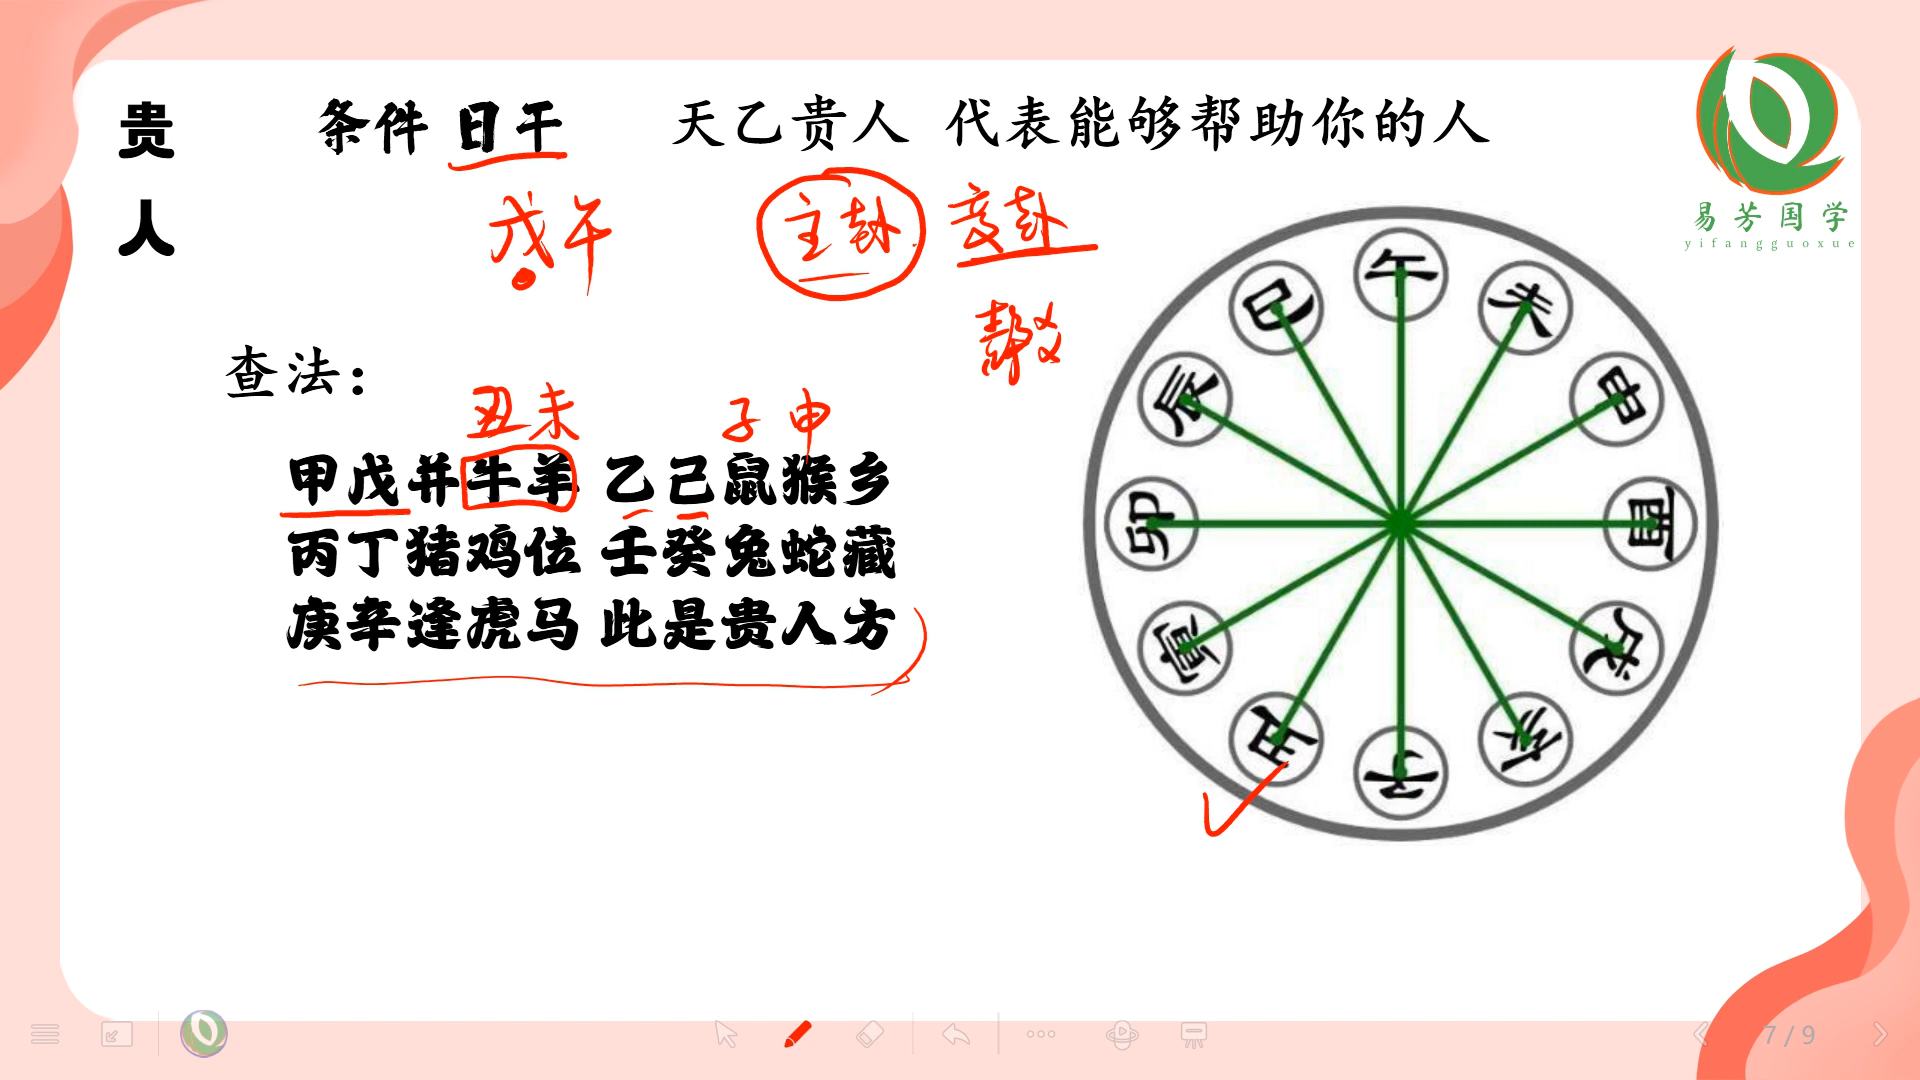 贵人
条件 日干
天乙贵人 代表能够帮助你的人
戊午
主卦 变卦
查法：
丑未 子申
甲戊并牛羊 乙己鼠猴乡
丙丁猪鸡位 壬癸兔蛇藏
庚辛逢虎马 此是贵人方
午
未
申
酉
戌
亥
子
丑
寅
卯
辰
巳
易芳国学
yifangguoxue
7 / 9